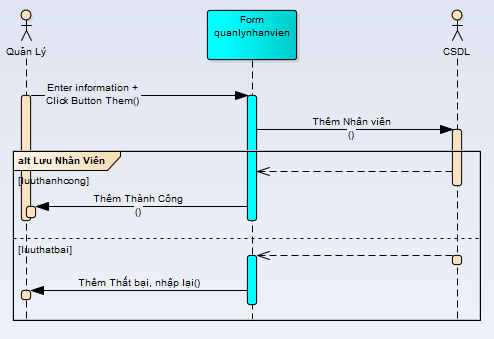 Form
quanlynhanvien
Quản Lý
CSDL
Enter information +
Click Button Them()
Thêm Nhân viên
()
alt Lưu Nhân Viên
[luuthanhcong]
Thêm Thành Công
()
[luuthatbai]
Thêm Thất bại, nhập lại()